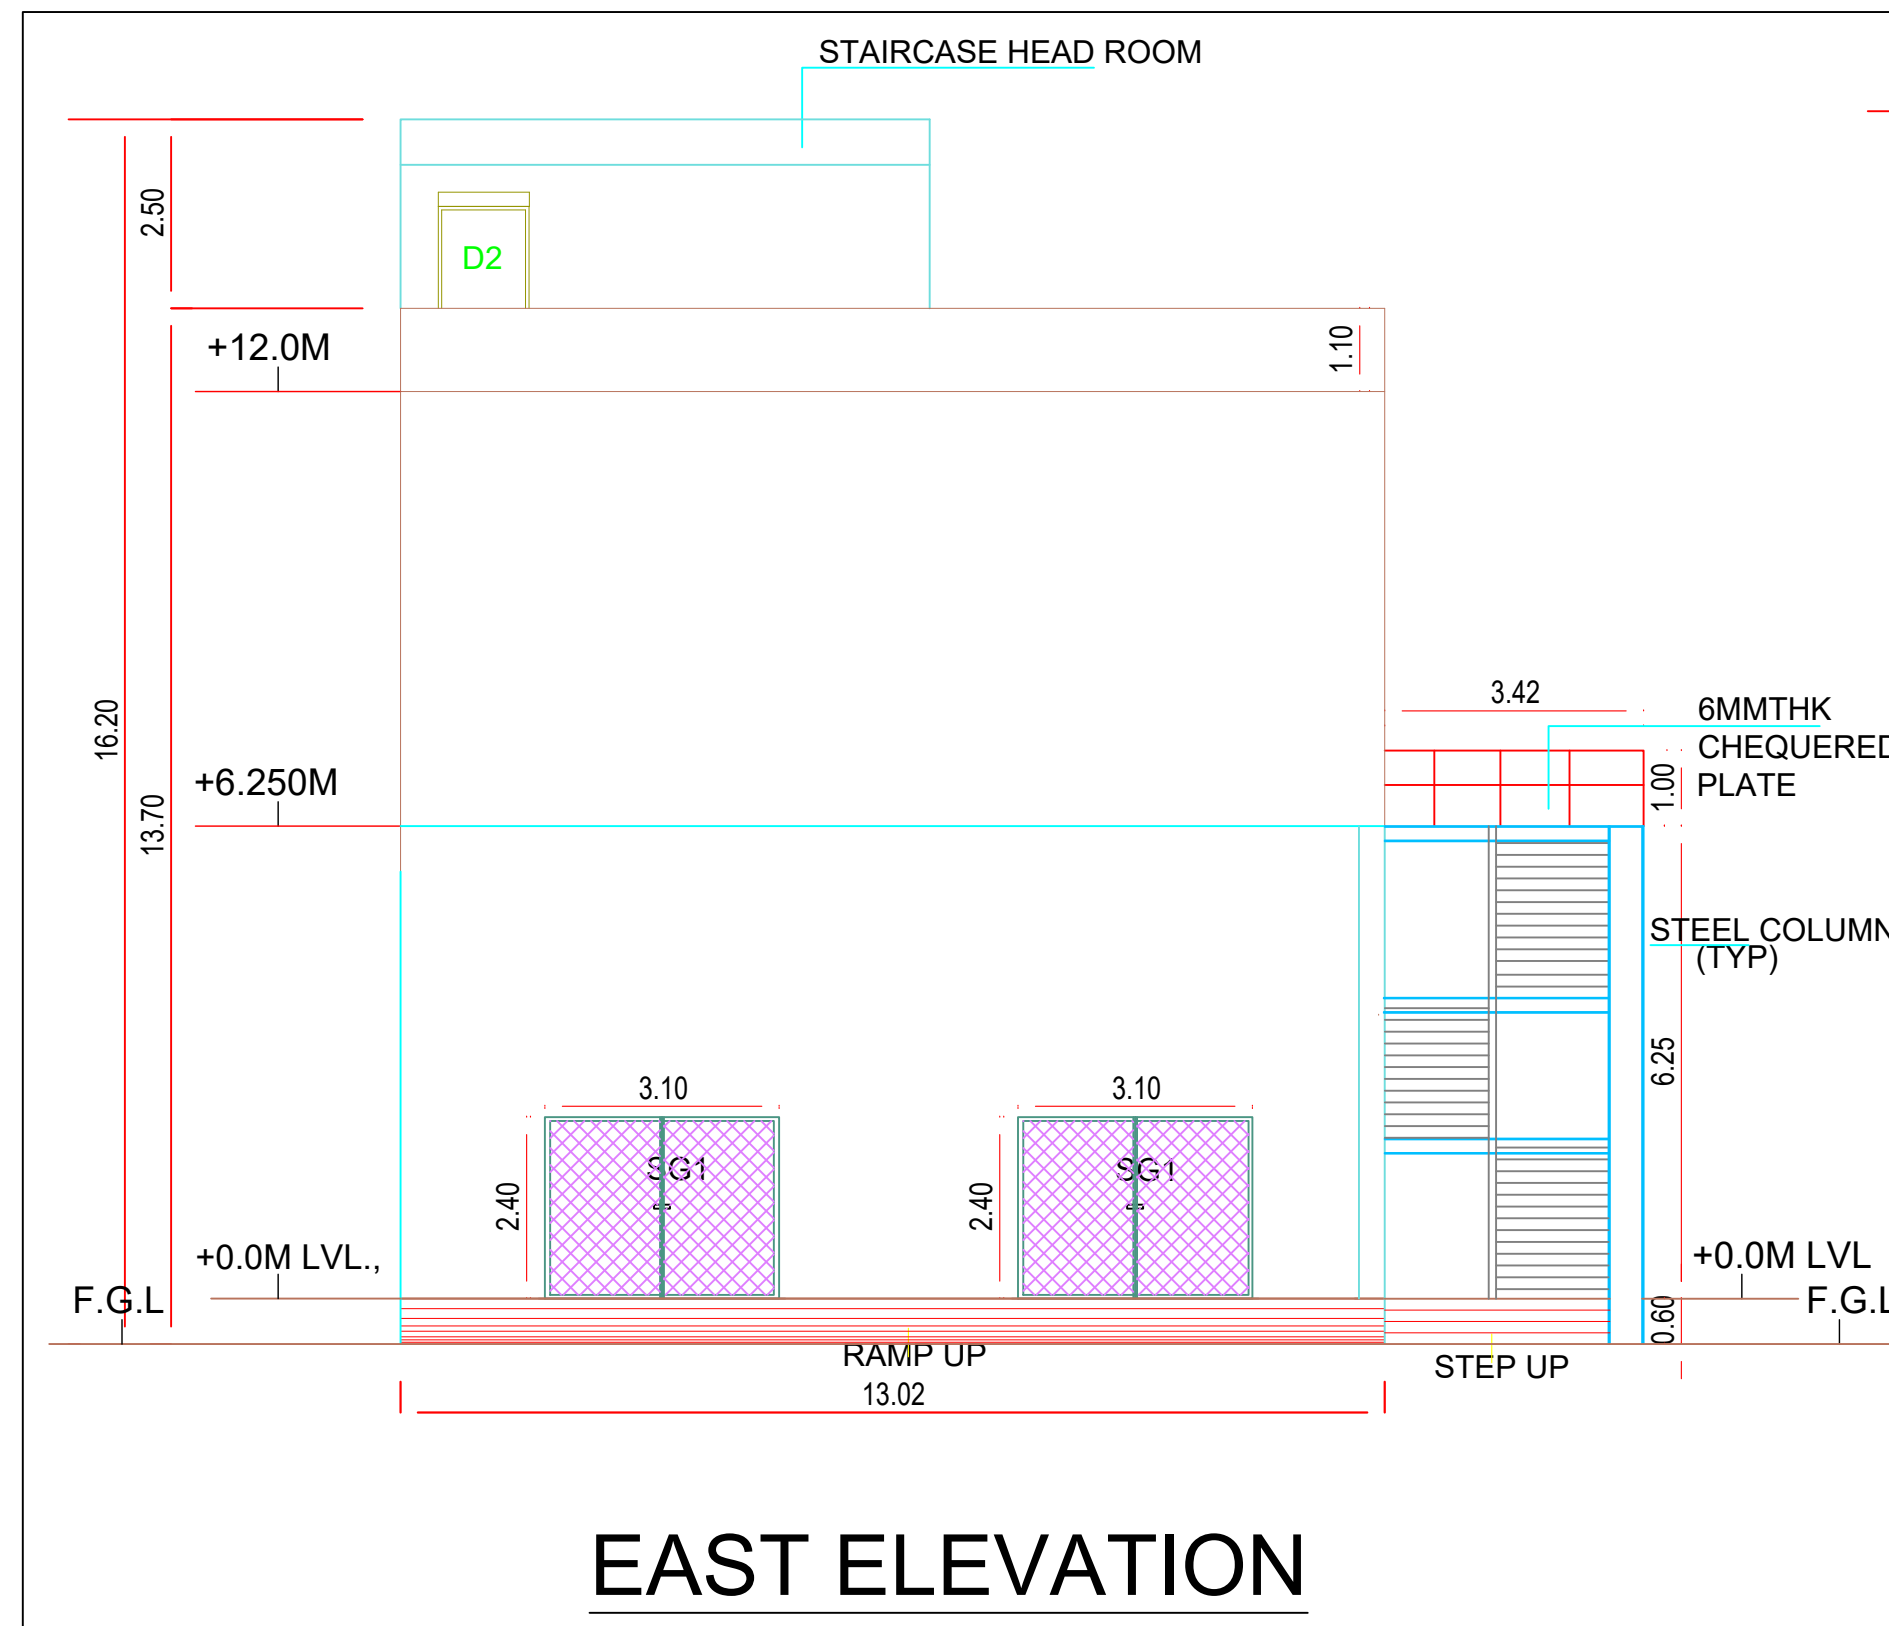 STAIRCASE HEAD ROOM
2.50
D2
+12.0M
1.10
3.42
6MMTHK
CHEQUERED
PLATE
16.20
+6.250M
1.00
13.70
STEEL COLUMN
(TYP)
6.25
3.10
3.10
SG1
SG1
2.40
2.40
+0.0M LVL.,
+0.0M LVL
F.G.L
F.G.L
0.60
RAMP UP
STEP UP
13.02
EAST ELEVATION